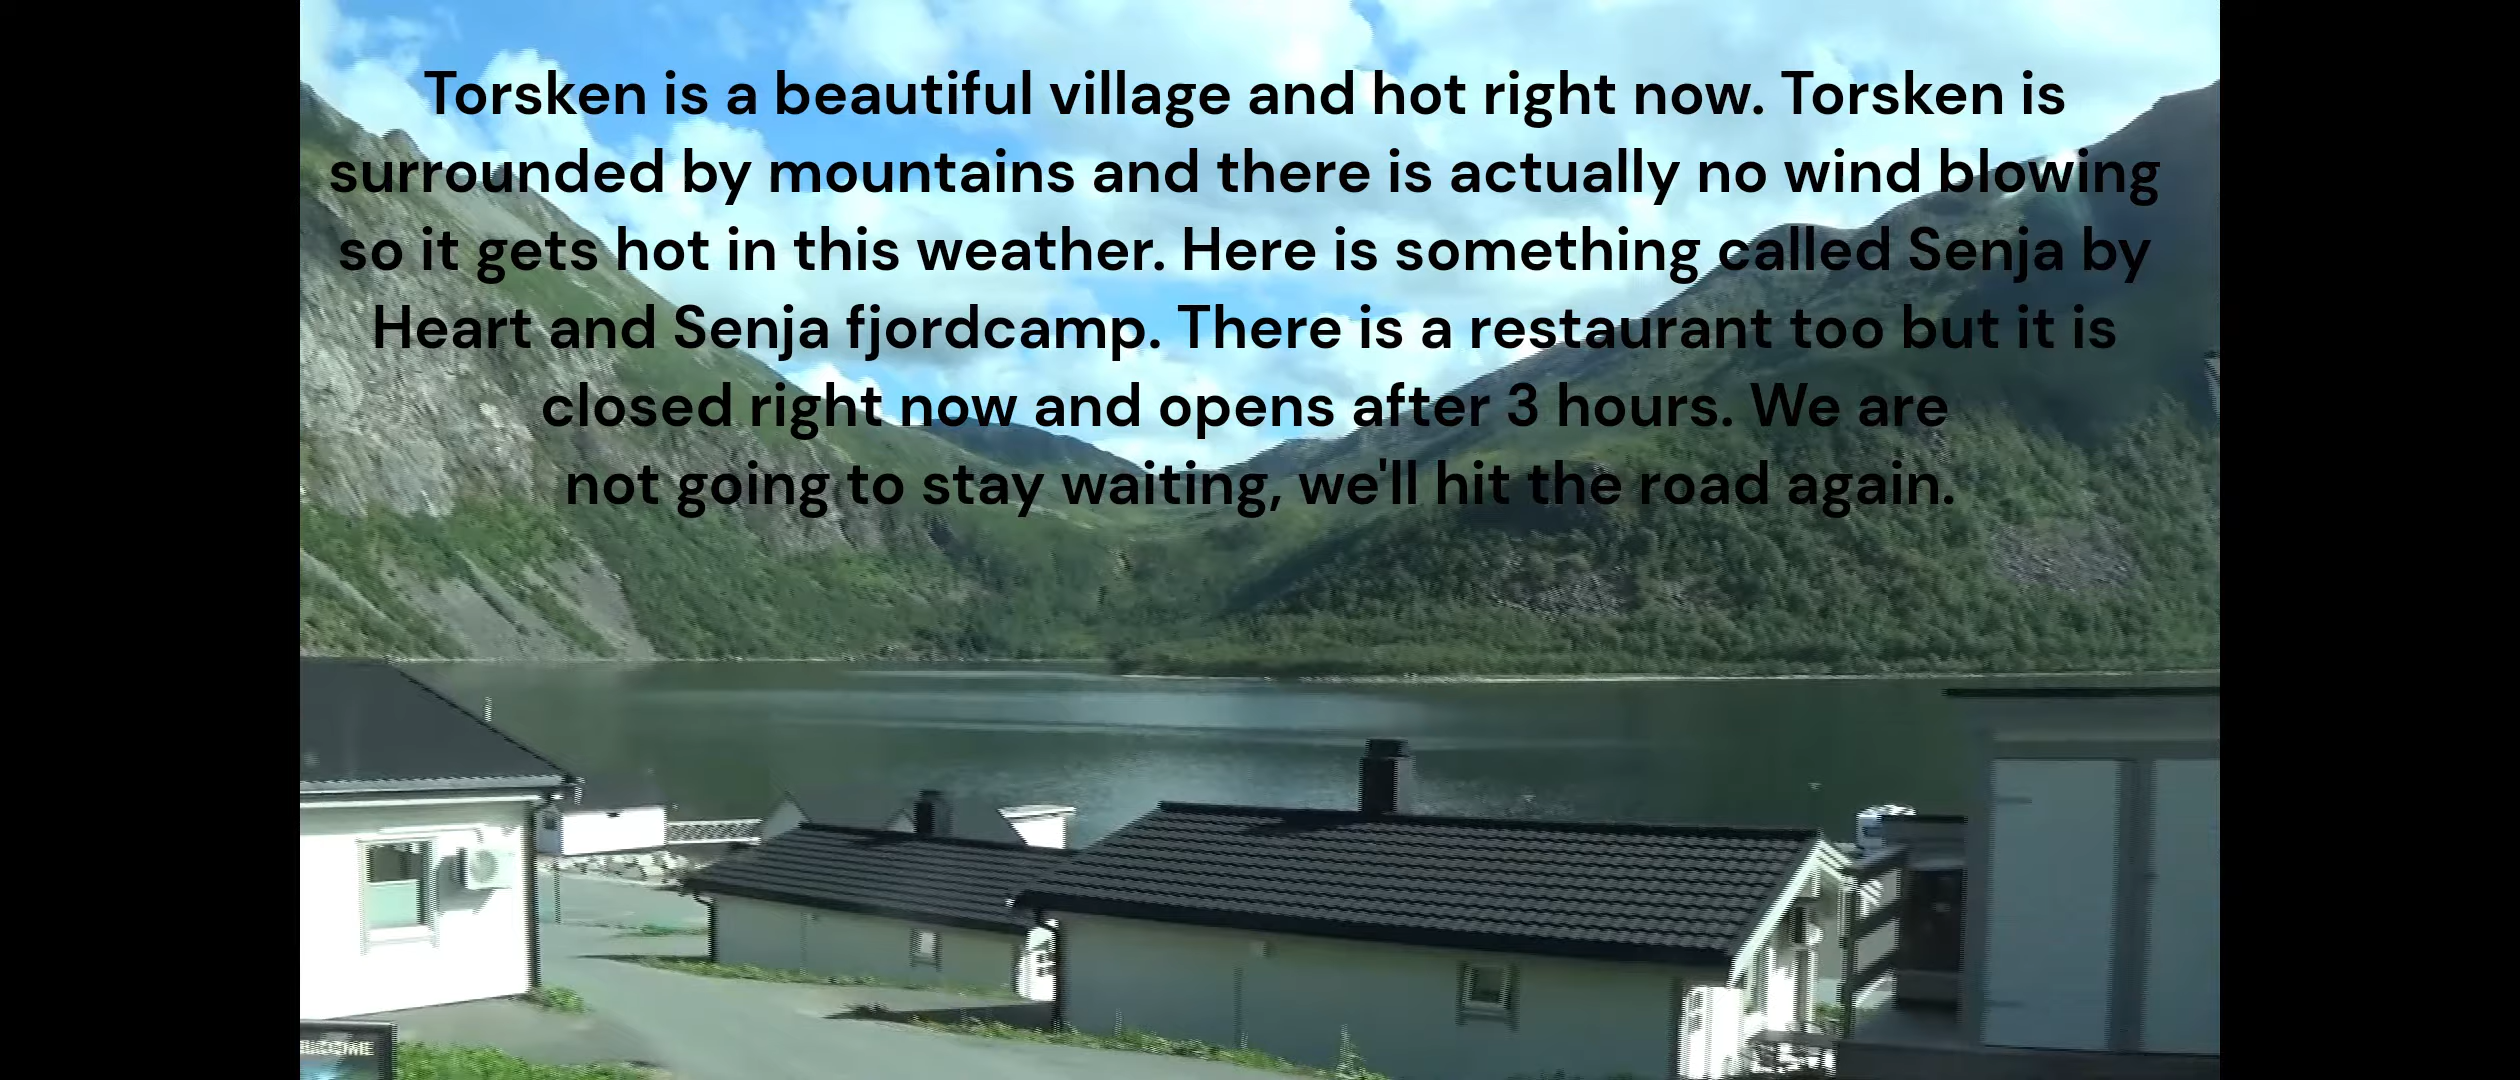 Torsken is a beautiful village and hot right now. Torsken is
surrounded by mountains and there is actually no wind blowing
so it gets hot in this weather. Here is something called Senja by
Heart and Senja fjordcamp. There is a restaurant too but it is
closed right now and opens after 3 hours. We are
not going to stay waiting, we'll hit the road again.